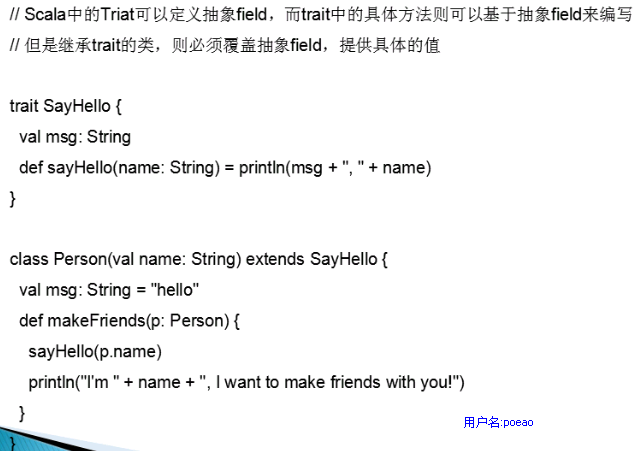 // Scala中的Triat可以定义抽象field，而trait中的具体方法则可以基于抽象field来编写
// 但是继承trait的类，则必须覆盖抽象field，提供具体的值
trait SayHello {
val msg: String
def sayHello(name: String) = println(msg + ", " + name)
}
class Person(val name: String) extends SayHello {
val msg: String = "hello"
def makeFriends(p: Person) {
sayHello(p.name)
println("I'm " + name + ", I want to make friends with you!")
}
用户名:poeao
}